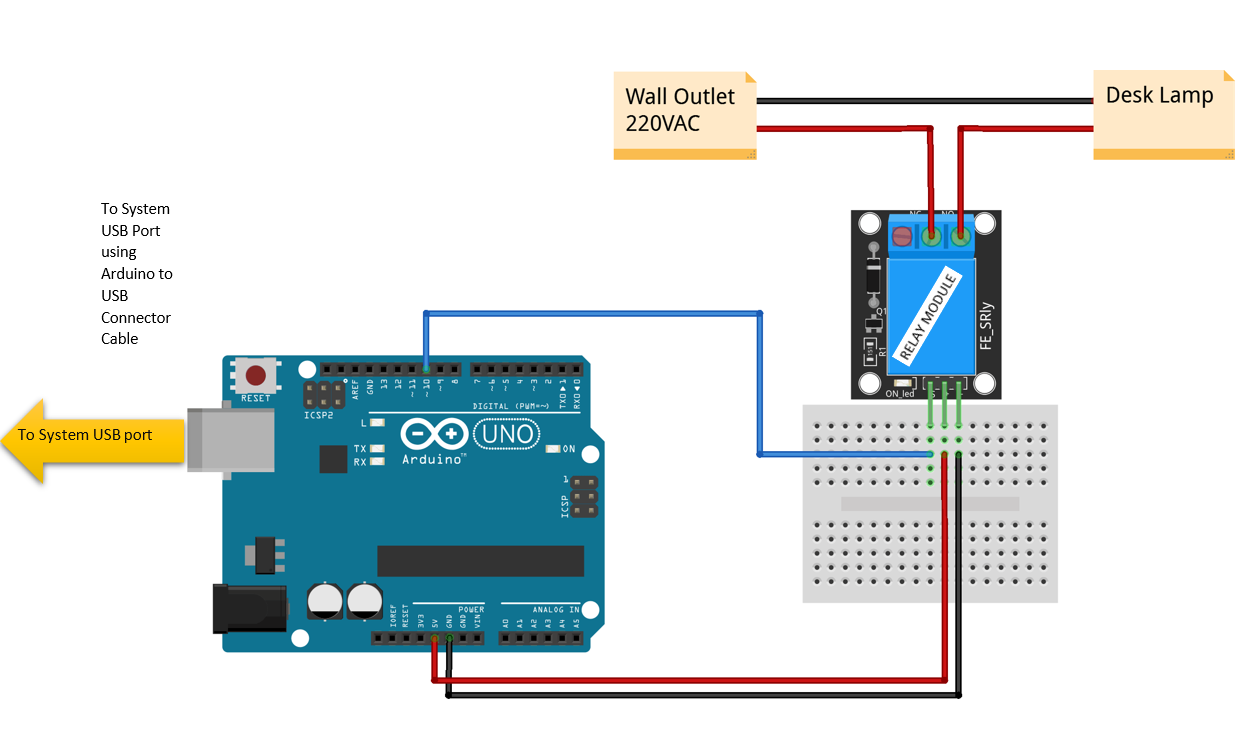 Wall Outlet
220VAC
Desk Lamp
To System
USB Port
using
Arduino to
USB
Connector
Cable
NO
RELAY MODULE
FE_SRly
Q1
R1
ON_led
RESET
ICSP2
AREF
GND
13
12
~11
~10
~9
8
7
~6
~5
4
~3
2
TXD▶1
RXD◀0
DIGITAL (PWM=~)
L
TX
RX
UNO
Arduino™
ON
1
ICSP
To System USB port
POWER
ANALOG IN
IOREF
RESET
3V3
5V
GND
GND
VIN
A0
A1
A2
A3
A4
A5